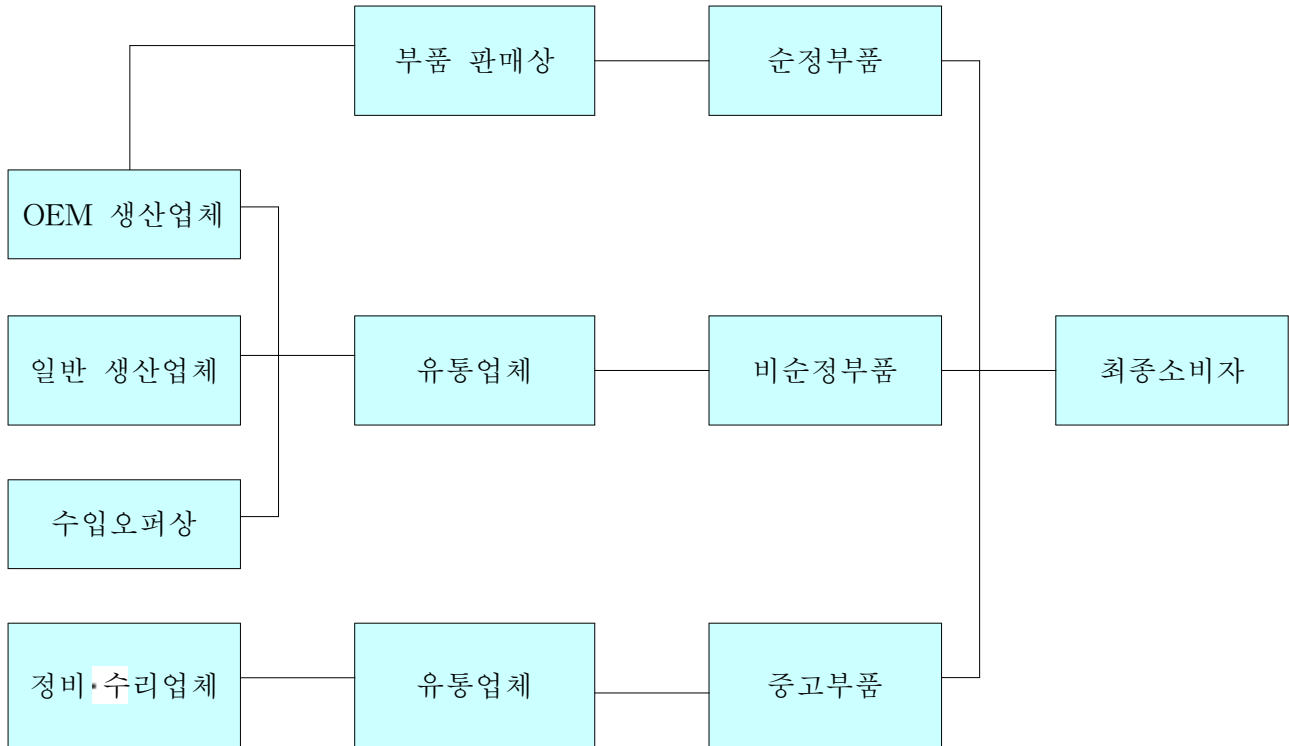 부품 판매상
순정부품
OEM 생산업체
일반 생산업체
유통업체
비순정부품
최종소비자
수입오퍼상
정비·수리업체
유통업체
중고부품